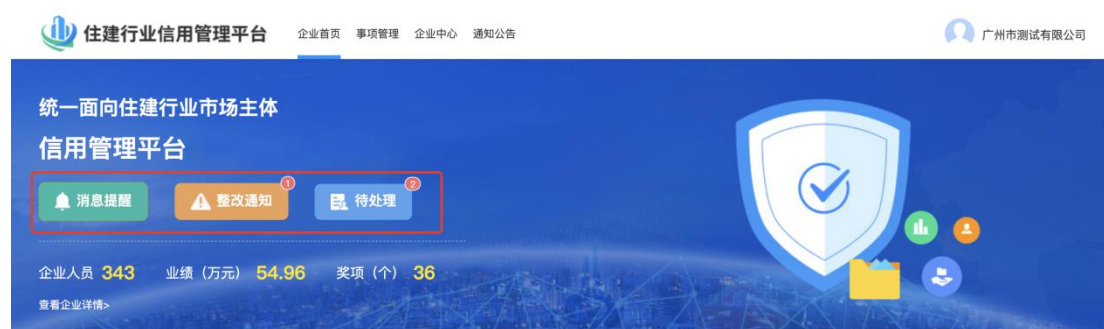 住建行业信用管理平台 企业首页 事项管理 企业中心 通知公告 广州市测试有限公司
统一面向住建行业市场主体
信用管理平台
消息提醒 整改通知 1 待处理 2
企业人员 343 业绩（万元） 54.96 奖项（个） 36
查看企业详情>